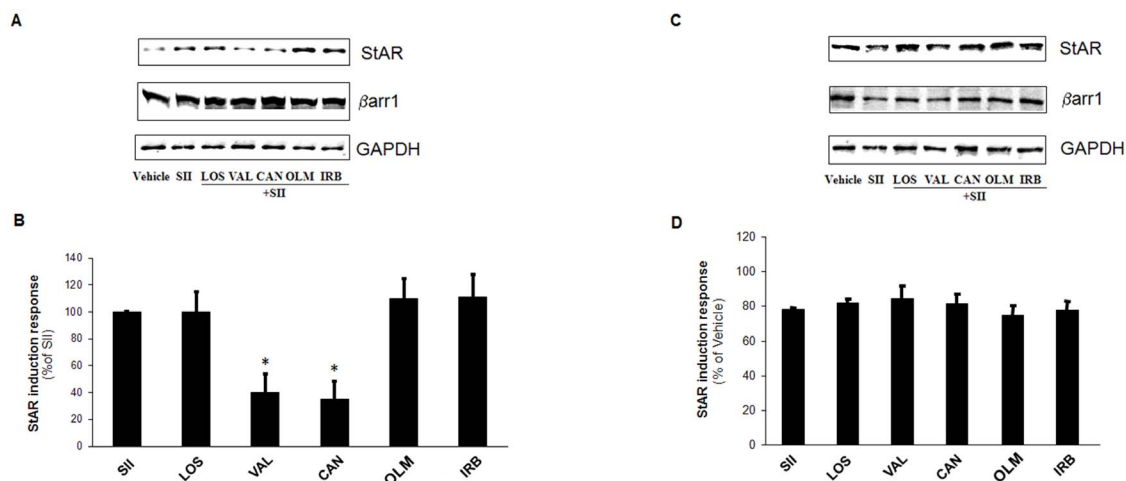 A
StAR
βarr1
GAPDH
Vehicle SII LOS VAL CAN OLM IRB
+SII
B
StAR induction response
(%of SII)
140
120
100
80
60
40
20
0
* *
SII LOS VAL CAN OLM IRB
C
StAR
βarr1
GAPDH
Vehicle SII LOS VAL CAN OLM IRB
+SII
D
StAR induction response
(% of Vehicle)
120
100
80
60
40
20
0
SII LOS VAL CAN OLM IRB